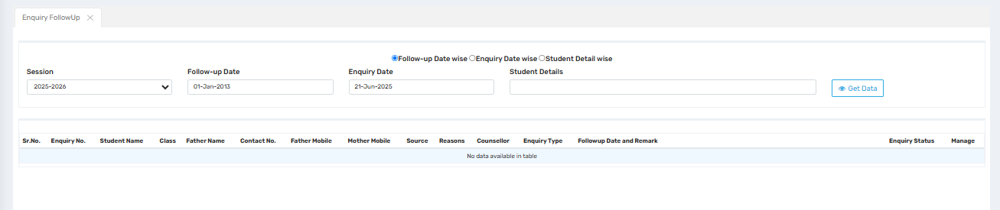 Enquiry FollowUp
Follow-up Date wise Enquiry Date wise Student Detail wise
Session Follow-up Date Enquiry Date Student Details
2025-2026 01-Jan-2013 21-Jun-2025 Get Data
Sr.No. Enquiry No. Student Name Class Father Name Contact No. Father Mobile Mother Mobile Source Reasons Counsellor Enquiry Type Followup Date and Remark Enquiry Status Manage
No data available in table